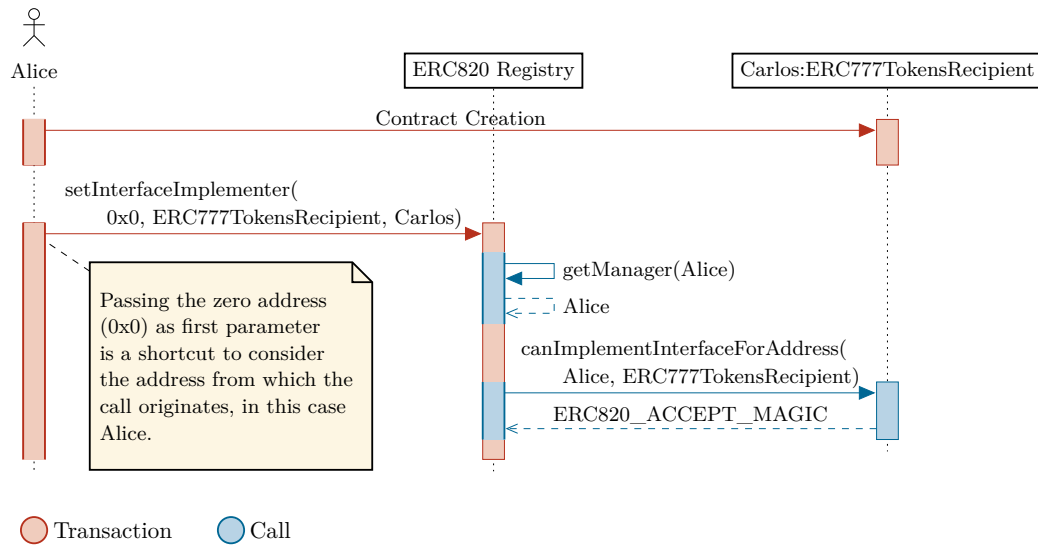 Alice
ERC820 Registry
Carlos:ERC777TokensRecipient
Contract Creation
setInterfaceImplementer(
0x0, ERC777TokensRecipient, Carlos)
getManager(Alice)
Alice
Passing the zero address
(0x0) as first parameter
is a shortcut to consider
the address from which the
call originates, in this case
Alice.
canImplementInterfaceForAddress(
Alice, ERC777TokensRecipient)
ERC820_ACCEPT_MAGIC
Transaction
Call